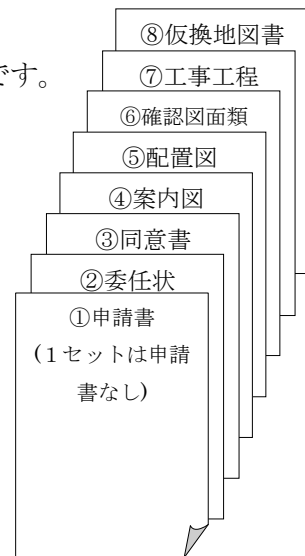 ⑧仮換地図書
です。
⑦工事工程
⑥確認図面類
⑤配置図
④案内図
③同意書
②委任状
①申請書
(1セットは申請
書なし)